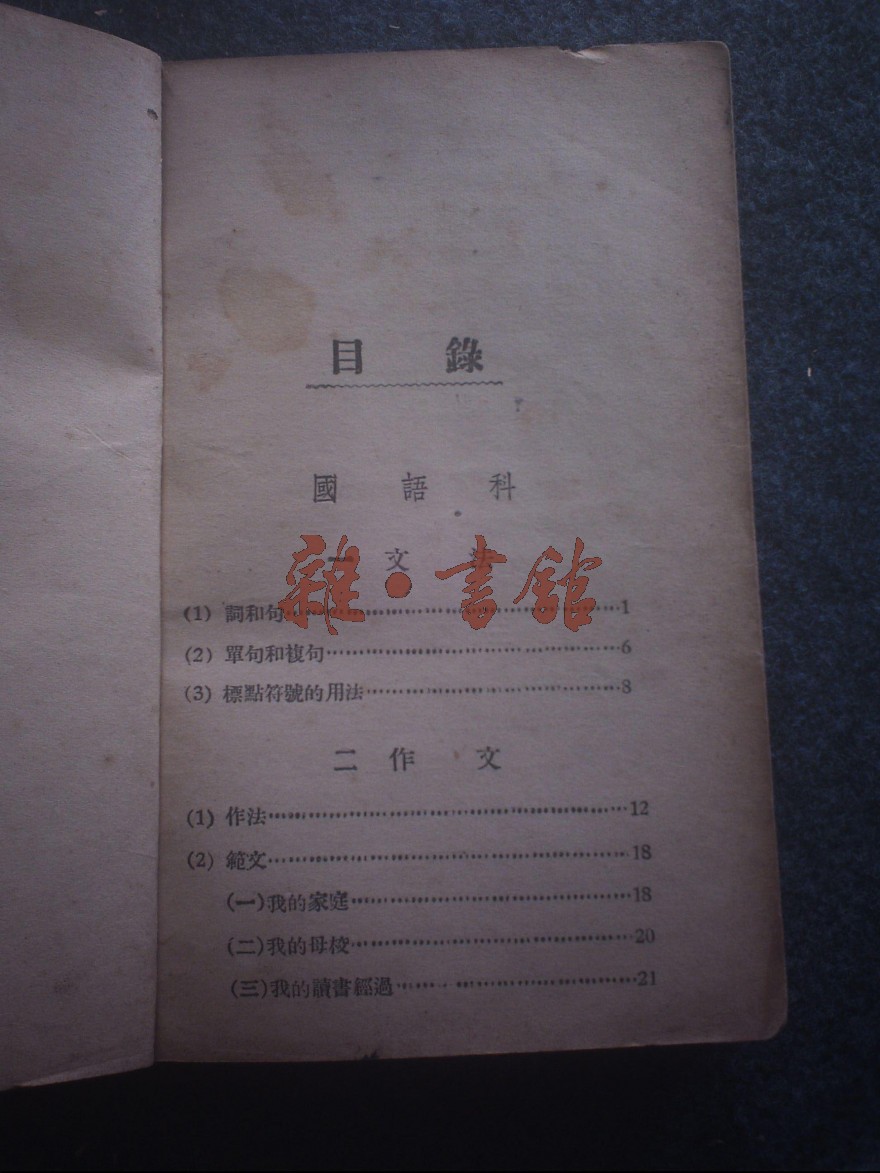 目錄
國語科
一文法
雜·書館
(1) 詞和句……1
(2) 單句和複句……6
(3) 標點符號的用法……8
二作文
(1) 作法……12
(2) 範文……18
(一)我的家庭……18
(二)我的母校……20
(三)我的讀書經過……21